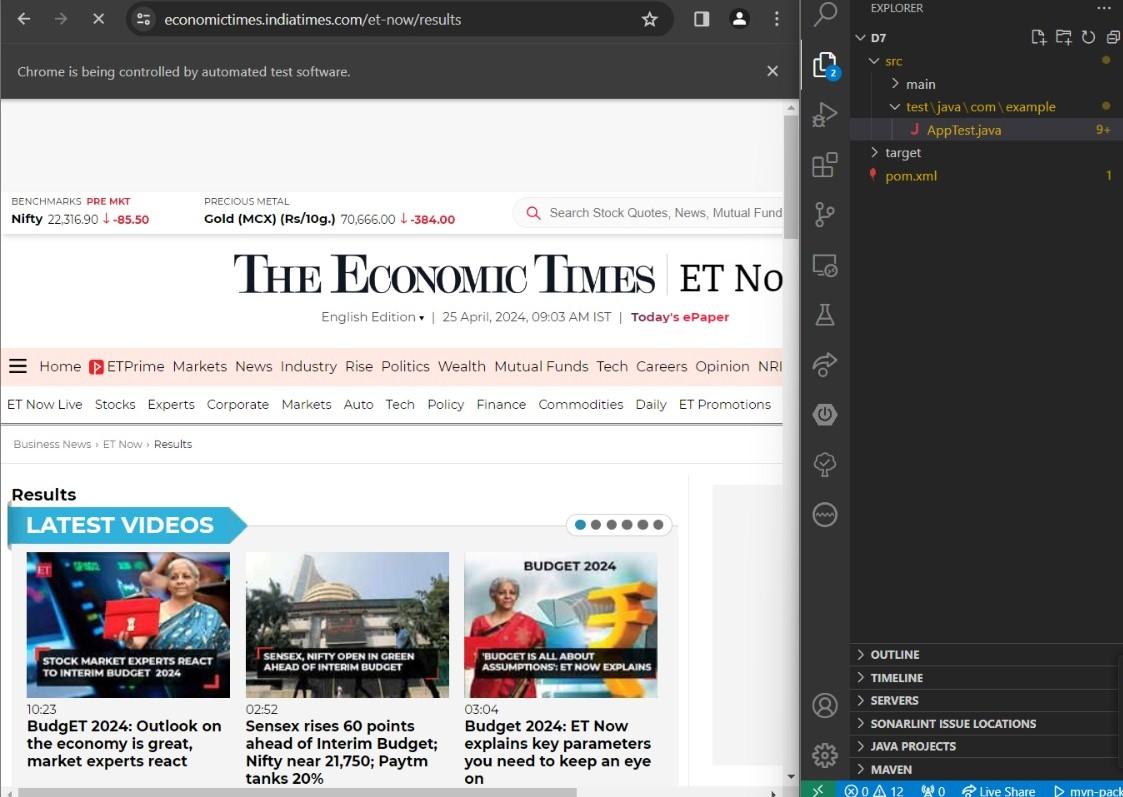 economictimes.indiatimes.com/et-now/results
Chrome is being controlled by automated test software.
BENCHMARKS PRE MKT
Nifty 22,316.90 ↓ -85.50
PRECIOUS METAL
Gold (MCX) (Rs/10g.) 70,666.00 ↓ -384.00
Search Stock Quotes, News, Mutual Fund
THE ECONOMIC TIMES | ET No
English Edition ▾ | 25 April, 2024, 09:03 AM IST | Today's ePaper
Home ETPrime Markets News Industry Rise Politics Wealth Mutual Funds Tech Careers Opinion NRI
ET Now Live Stocks Experts Corporate Markets Auto Tech Policy Finance Commodities Daily ET Promotions
Business News › ET Now › Results
Results
LATEST VIDEOS
ET
STOCK MARKET EXPERTS REACT
TO INTERIM BUDGET 2024
10:23
BudgET 2024: Outlook on
the economy is great,
market experts react
SENSEX, NIFTY OPEN IN GREEN
AHEAD OF INTERIM BUDGET
02:52
Sensex rises 60 points
ahead of Interim Budget;
Nifty near 21,750; Paytm
tanks 20%
BUDGET 2024
'BUDGET IS ALL ABOUT
ASSUMPTIONS': ET NOW EXPLAINS
03:04
Budget 2024: ET Now
explains key parameters
you need to keep an eye
on
2
EXPLORER
D7
src
main
test\java\com\example
AppTest.java 9+
target
pom.xml 1
OUTLINE
TIMELINE
SERVERS
SONARLINT ISSUE LOCATIONS
JAVA PROJECTS
MAVEN
0 12 0 Live Share mvn-pack